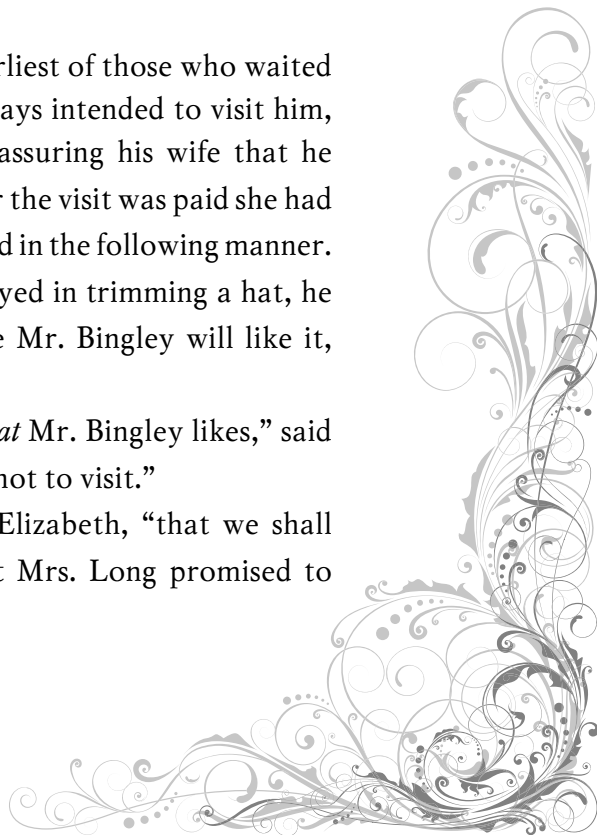 rliest of those who waited
ays intended to visit him,
assuring his wife that he
r the visit was paid she had
d in the following manner.
yed in trimming a hat, he
e Mr. Bingley will like it,
at Mr. Bingley likes,” said
not to visit.”
Elizabeth, “that we shall
t Mrs. Long promised to